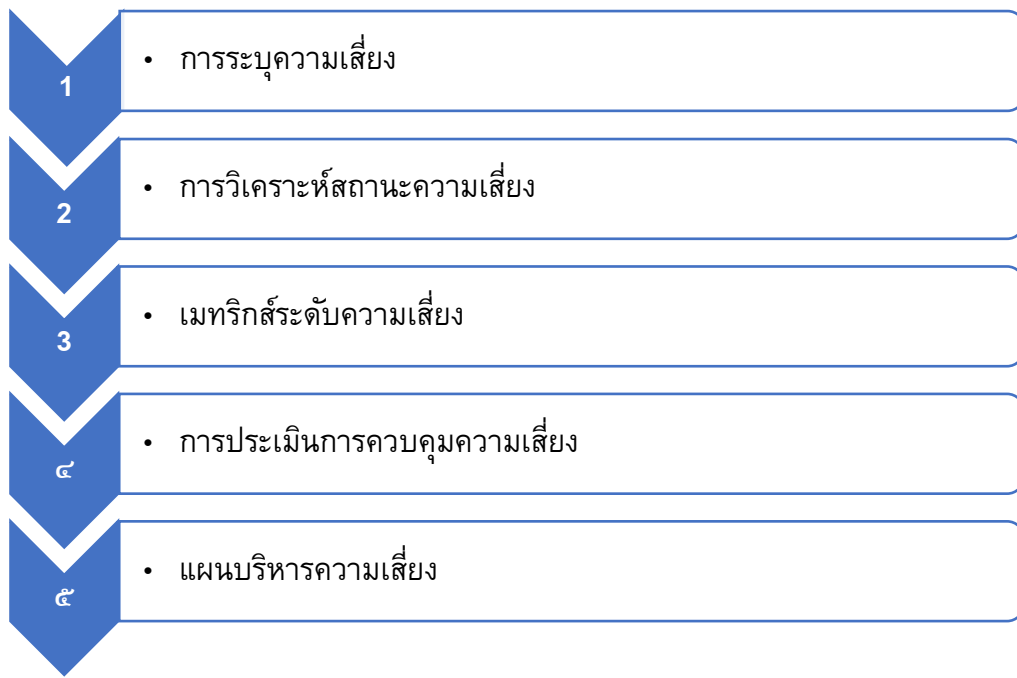 1
• การระบุความเสี่ยง
2
• การวิเคราะห์สถานะความเสี่ยง
3
• เมทริกส์ระดับความเสี่ยง
๔
• การประเมินการควบคุมความเสี่ยง
๕
• แผนบริหารความเสี่ยง